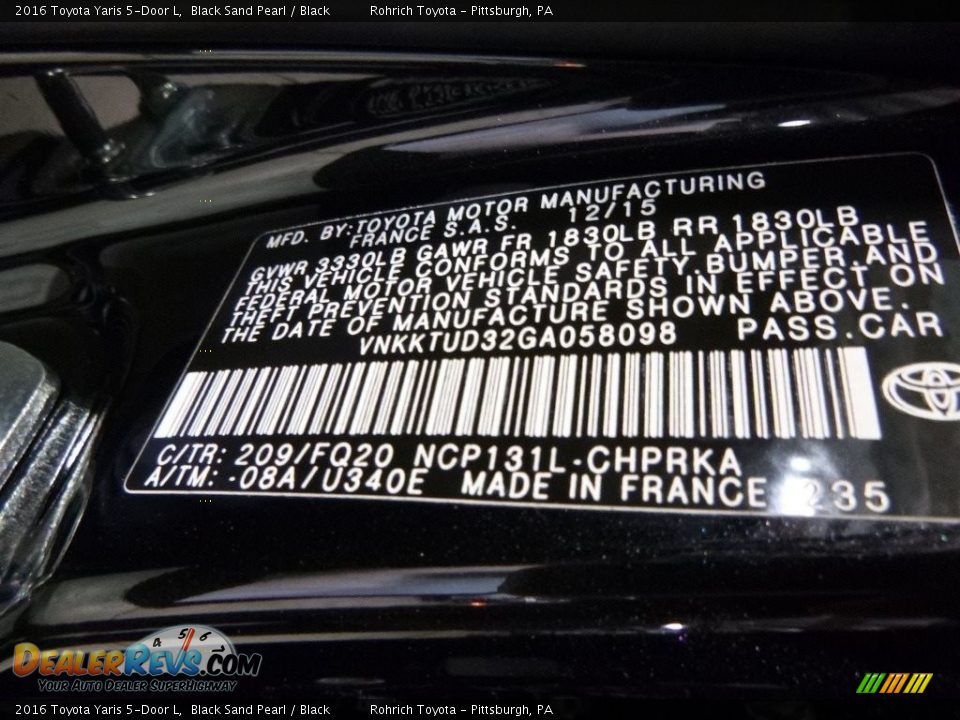 2016 Toyota Yaris 5-Door L, Black Sand Pearl / Black Rohrich Toyota - Pittsburgh, PA
MFD. BY:TOYOTA MOTOR MANUFACTURING
FRANCE S.A.S. 12/15
GVWR 3330LB GAWR FR 1830LB RR 1830LB
THIS VEHICLE CONFORMS TO ALL APPLICABLE
FEDERAL MOTOR VEHICLE SAFETY,BUMPER,AND
THEFT PREVENTION STANDARDS IN EFFECT ON
THE DATE OF MANUFACTURE SHOWN ABOVE.
VNKKTUD32GA058098 PASS.CAR
C/TR: 209/FQ20 NCP131L-CHPRKA
A/TM: -08A/U340E MADE IN FRANCE 235
4 5 6
DEALERREVS.COM
YOUR AUTO DEALER SUPERHIGHWAY
2016 Toyota Yaris 5-Door L, Black Sand Pearl / Black Rohrich Toyota - Pittsburgh, PA